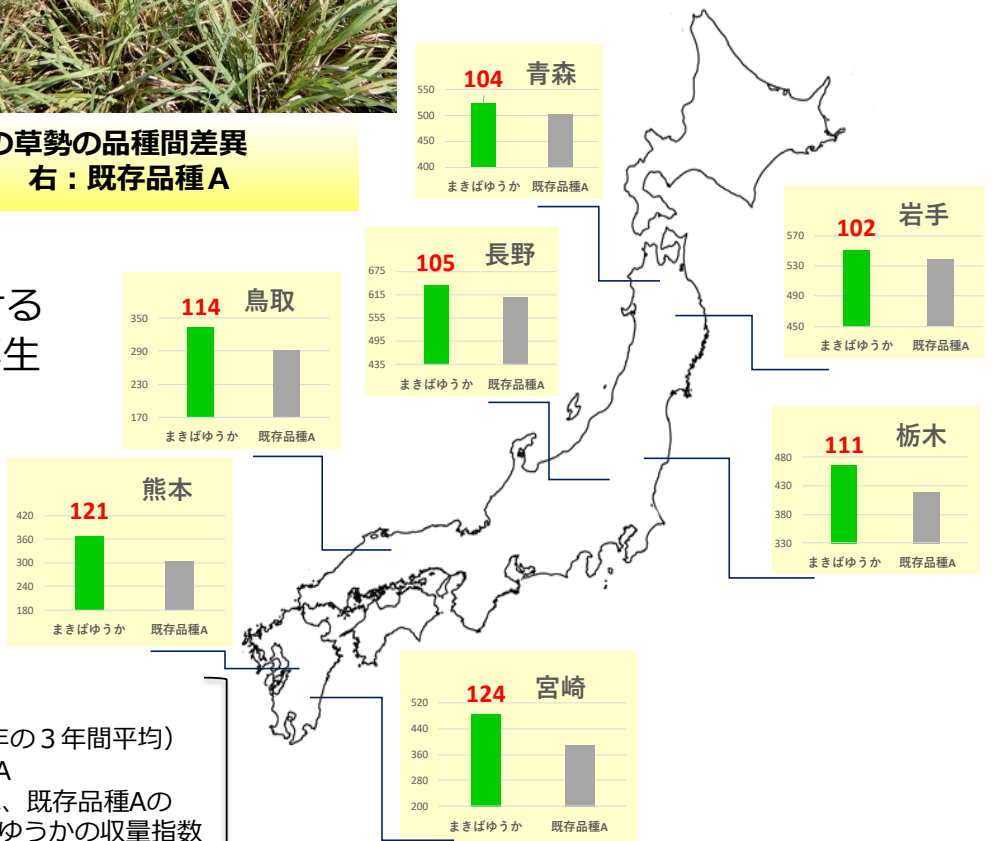 の草勢の品種間差異
右：既存品種A
ける
再生
青森
104
550
500
450
400
まきばゆうか 既存品種A
岩手
102
570
530
490
450
まきばゆうか 既存品種A
長野
105
675
615
555
495
435
まきばゆうか 既存品種A
鳥取
114
350
290
230
170
まきばゆうか 既存品種A
栃木
111
480
430
380
330
まきばゆうか 既存品種A
熊本
121
420
360
300
240
180
まきばゆうか 既存品種A
宮崎
124
520
440
360
280
200
まきばゆうか 既存品種A
年の３年間平均）
A
、既存品種Aの
ゆうかの収量指数